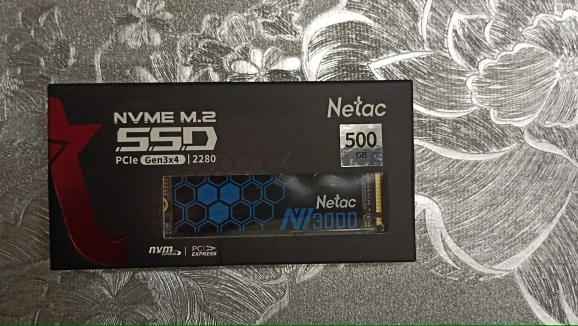 NVME M.2
SSD
PCIe Gen3x4 | 2280
Netac
500
GB
Netac
NV3000
nvm
PCI
EXPRESS